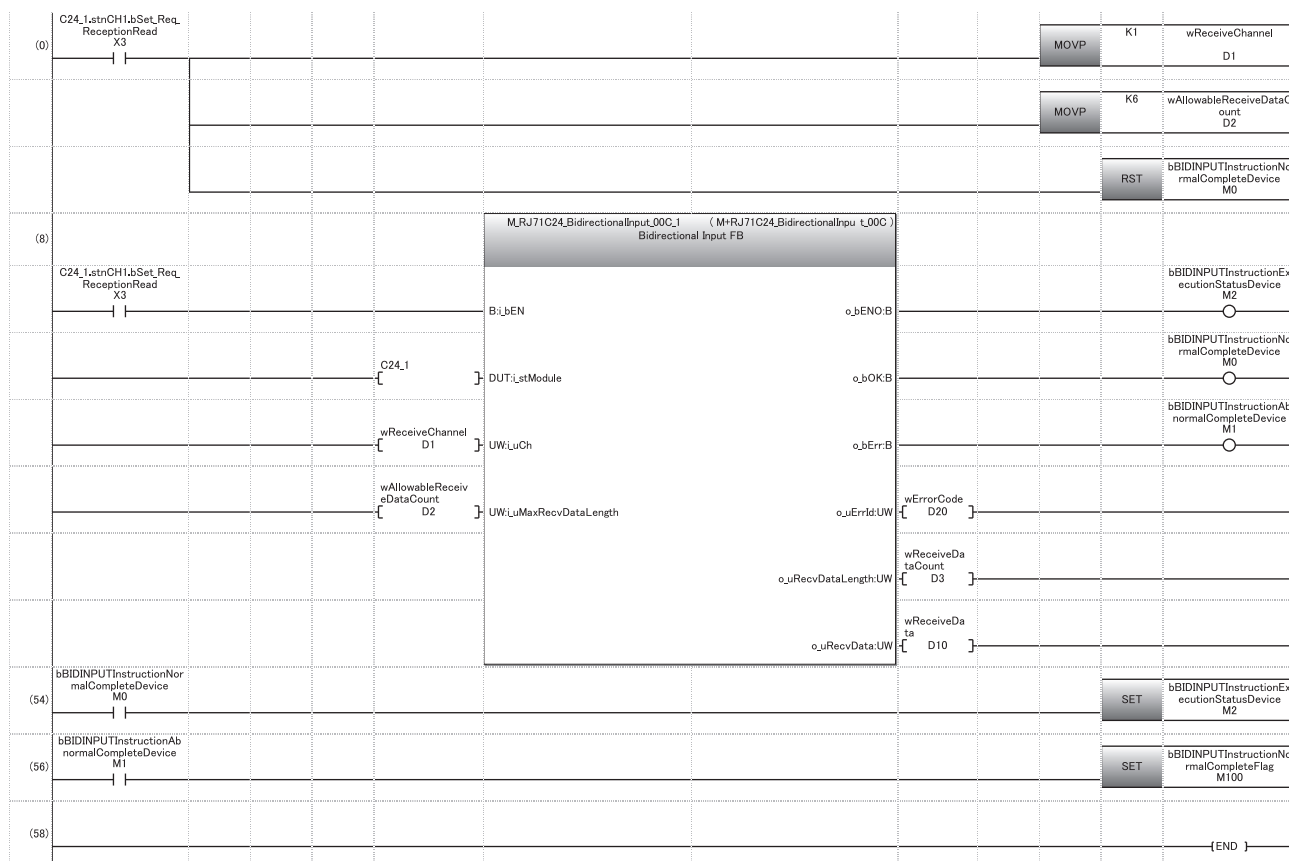 C24_1.stnCH1.bSet_Req_
ReceptionRead
X3
(0)
MOVP
K1
wReceiveChannel
D1
MOVP
K6
wAllowableReceiveDataC
ount
D2
RST
bBIDINPUTInstructionNo
rmalCompleteDevice
M0
(8)
M_RJ71C24_BidirectionalInput_00C_1 ( M+RJ71C24_BidirectionalInpu t_00C )
Bidirectional Input FB
C24_1.stnCH1.bSet_Req_
ReceptionRead
X3
B:i_bEN
o_bENO:B
bBIDINPUTInstructionEx
ecutionStatusDevice
M2
C24_1
DUT:i_stModule
o_bOK:B
bBIDINPUTInstructionNo
rmalCompleteDevice
M0
wReceiveChannel
D1
UW:i_uCh
o_bErr:B
bBIDINPUTInstructionAb
normalCompleteDevice
M1
wAllowableReceiv
eDataCount
D2
UW:i_uMaxRecvDataLength
o_uErrId:UW
wErrorCode
D20
o_uRecvDataLength:UW
wReceiveDa
taCount
D3
o_uRecvData:UW
wReceiveDa
ta
D10
bBIDINPUTInstructionNor
malCompleteDevice
M0
(54)
SET
bBIDINPUTInstructionEx
ecutionStatusDevice
M2
bBIDINPUTInstructionAb
normalCompleteDevice
M1
(56)
SET
bBIDINPUTInstructionNo
rmalCompleteFlag
M100
(58)
[END ]